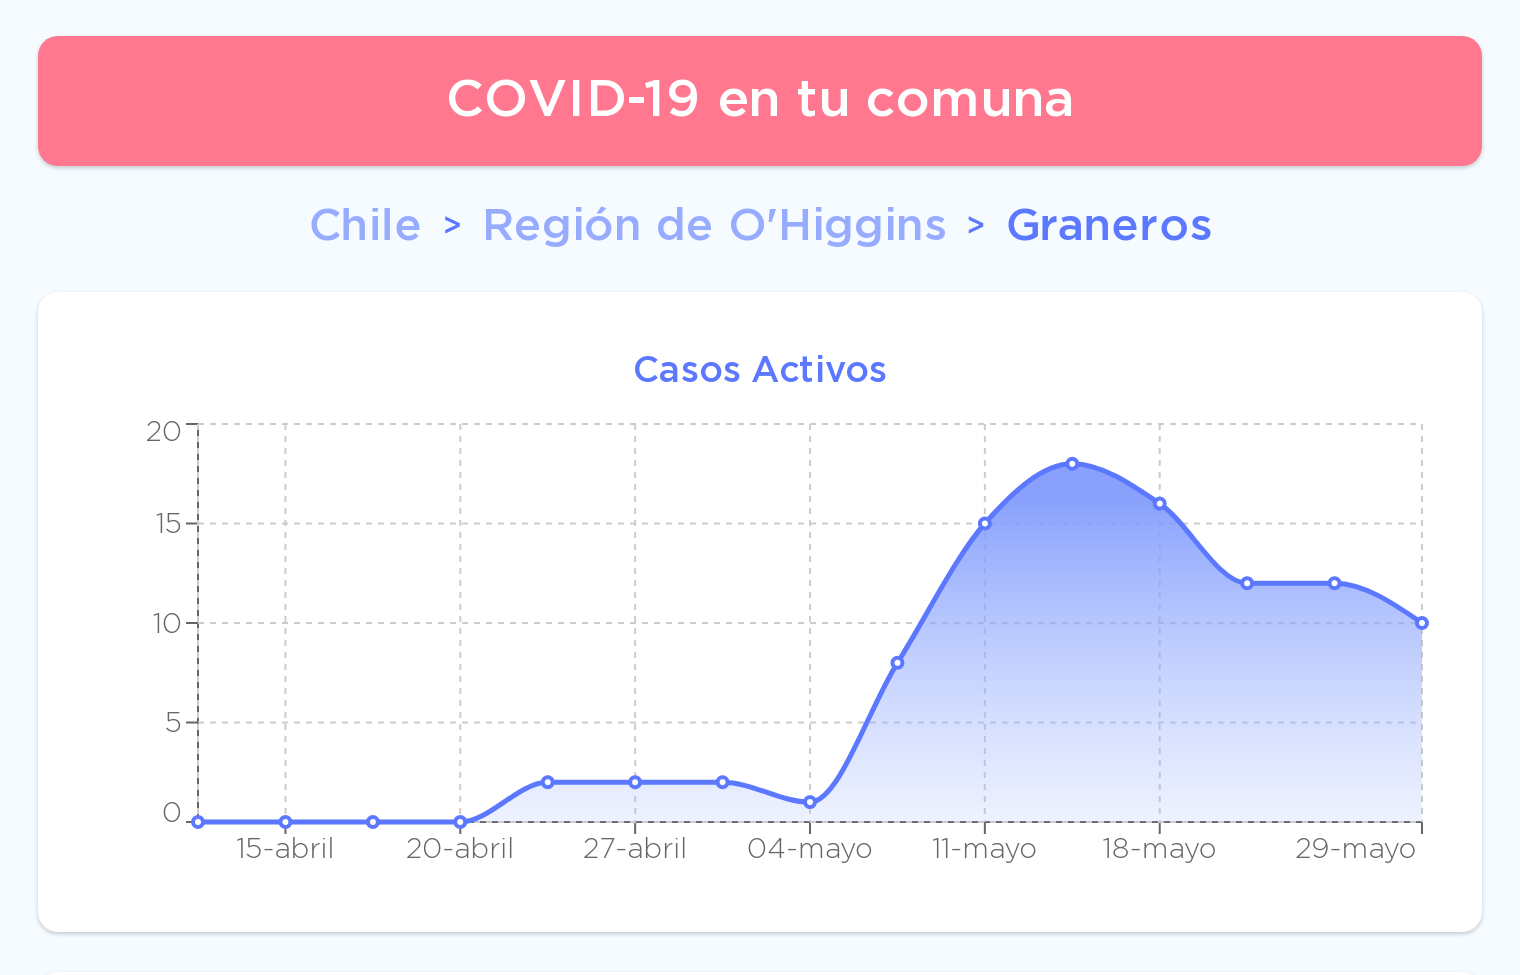 COVID-19 en tu comuna
Chile > Región de O'Higgins > Graneros
Casos Activos
20
15
10
5
0
15-abril 20-abril 27-abril 04-mayo 11-mayo 18-mayo 29-mayo